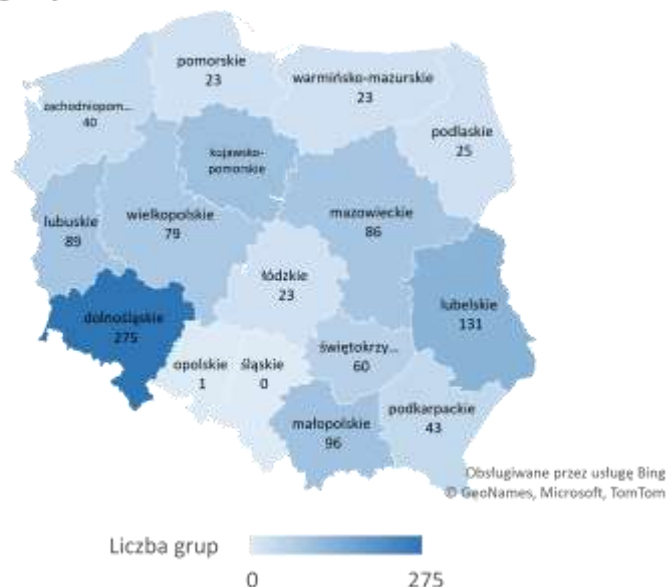 pomorskie
23
warmińsko-mazurskie
23
zachodniopom...
40
podlaskie
25
kujawsko-
pomorskie
lubuskie
89
wielkopolskie
79
mazowieckie
86
łódzkie
23
lubelskie
131
dolnośląskie
275
opolskie
1
śląskie
0
świętokrzy...
60
małopolskie
96
podkarpackie
43
Obsługiwane przez usługę Bing
© GeoNames, Microsoft, TomTom
Liczba grup
0
275